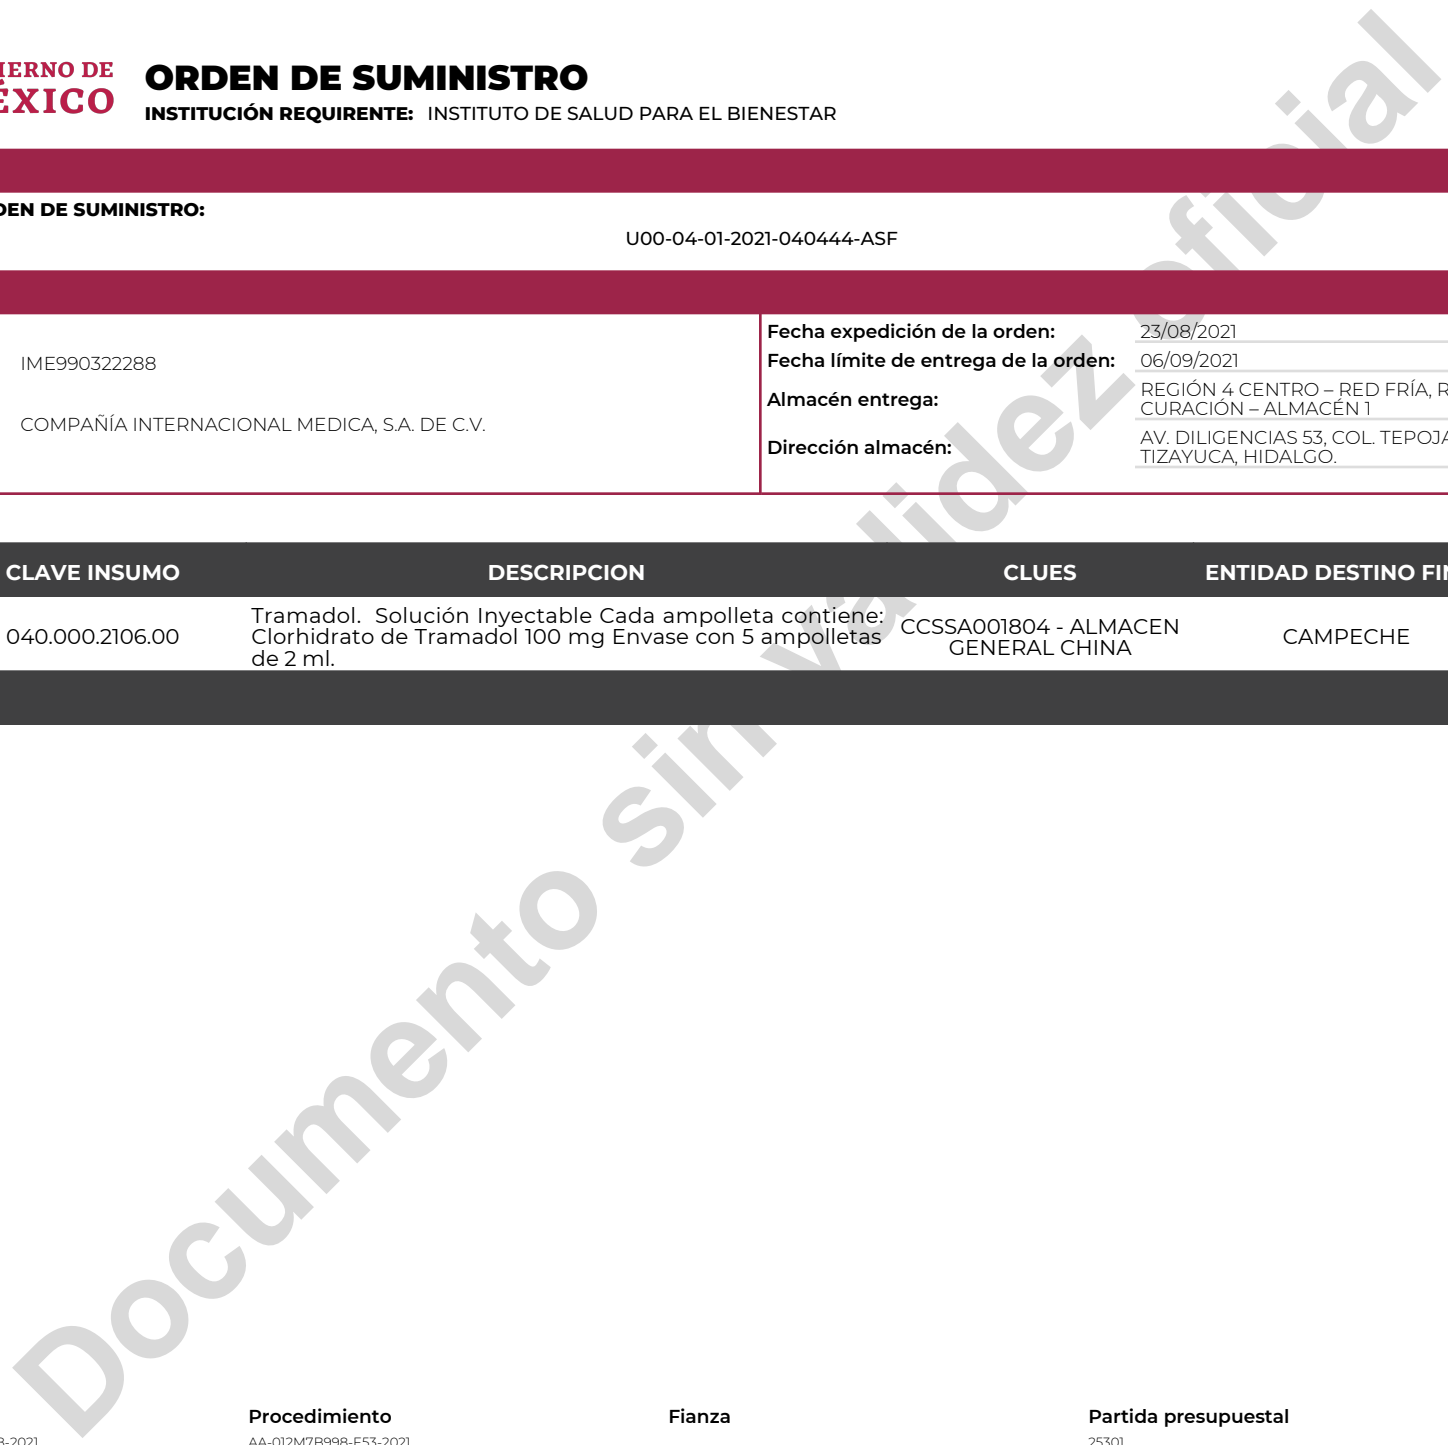 ORDEN DE SUMINISTRO
DE
INSTITUCIÓN REQUIRENTE: INSTITUTO DE SALUD PARA EL BIENESTAR
DE SUMINISTRO:
U00-04-01-2021-040444-ASF
IME990322288
COMPAÑÍA INTERNACIONAL MEDICA, S.A. DE C.V.
Fecha expedición de la orden: 23/08/2021
Fecha límite de entrega de la orden: 06/09/2021
Almacén entrega: REGIÓN 4 CENTRO – RED FRÍA,
CURACIÓN – ALMACÉN 1
Dirección almacén: AV. DILIGENCIAS 53, COL.
TIZAYUCA, HIDALGO.
CLAVE INSUMO DESCRIPCION CLUES ENTIDAD DESTINO
040.000.2106.00
Tramadol. Solución Inyectable Cada ampolleta contiene:
Clorhidrato de Tramadol 100 mg Envase con 5 ampolletas
de 2 ml.
CCSSA001804 - ALMACEN
GENERAL CHINA
CAMPECHE
Documento sin validez oficial
Procedimiento Fianza Partida presupuestal
AA-012M7B998-E53-2021
25301